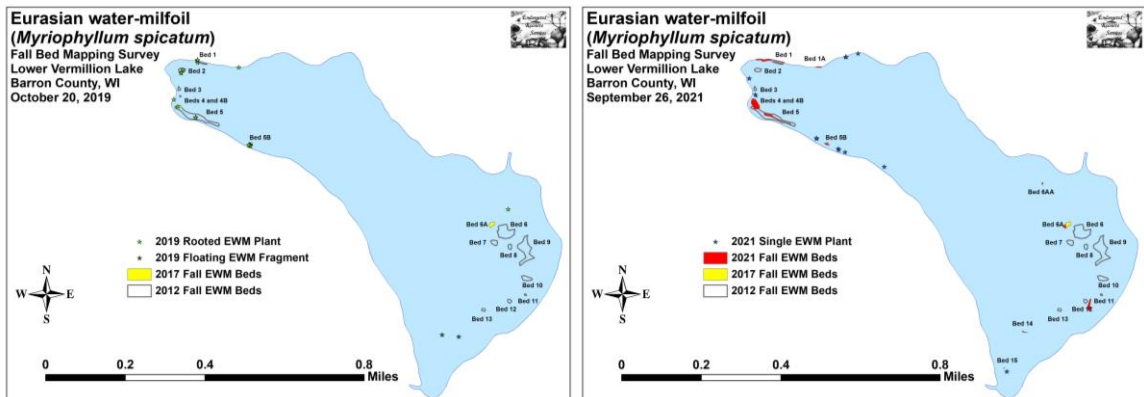 Eurasian water-milfoil
(Myriophyllum spicatum)
Fall Bed Mapping Survey
Lower Vermillion Lake
Barron County, WI
October 20, 2019
Endangered
Resource
Services
Bed 1
Bed 2
Bed 3
Beds 4 and 4B
Bed 5
Bed 5B
Bed 6A
Bed 6
Bed 7
Bed 8
Bed 9
Bed 10
Bed 11
Bed 12
Bed 13
2019 Rooted EWM Plant
2019 Floating EWM Fragment
2017 Fall EWM Beds
2012 Fall EWM Beds
N
W E
S
0 0.2 0.4 0.8
Miles
Eurasian water-milfoil
(Myriophyllum spicatum)
Fall Bed Mapping Survey
Lower Vermillion Lake
Barron County, WI
September 26, 2021
Endangered
Resource
Services
Bed 1
Bed 1A
Bed 2
Bed 3
Beds 4 and 4B
Bed 5
Bed 5B
Bed 6AA
Bed 6A
Bed 6
Bed 7
Bed 8
Bed 9
Bed 10
Bed 11
Bed
Bed 13
Bed 14
Bed 15
2021 Single EWM Plant
2021 Fall EWM Beds
2017 Fall EWM Beds
2012 Fall EWM Beds
N
W E
S
0 0.2 0.4 0.8
Miles